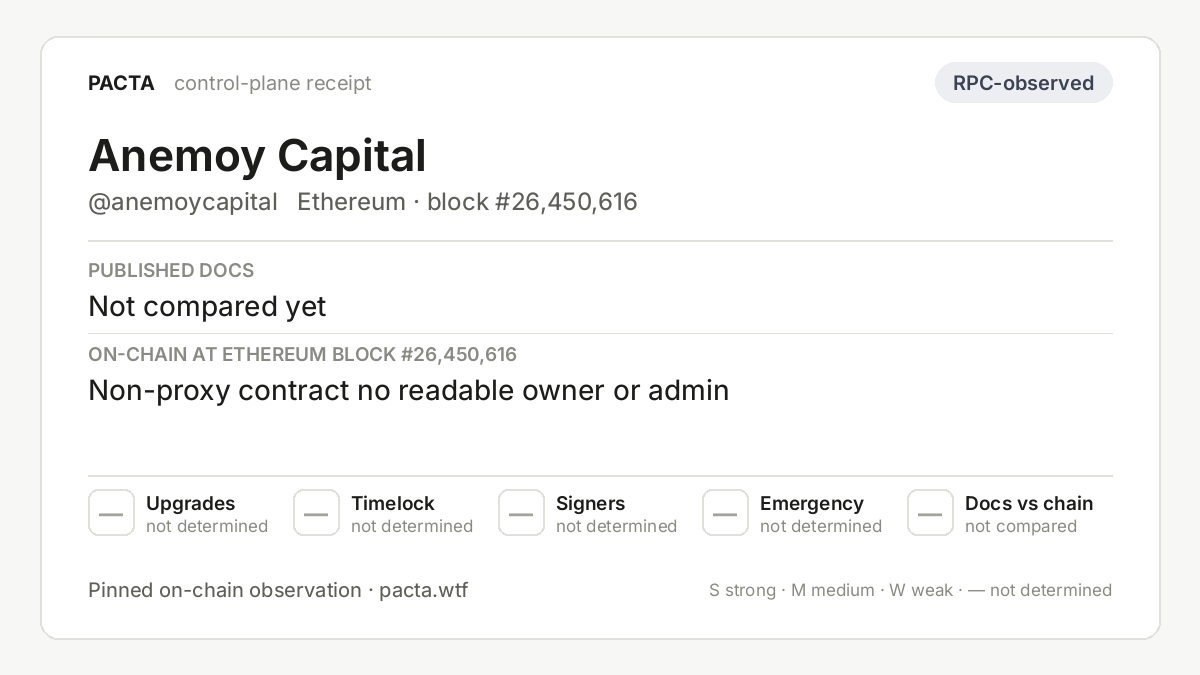 PACTA control-plane receipt
RPC-observed
Anemoy Capital
@anemoycapital Ethereum · block #26,450,616
PUBLISHED DOCS
Not compared yet
ON-CHAIN AT ETHEREUM BLOCK #26,450,616
Non-proxy contract no readable owner or admin
— Upgrades
not determined
— Timelock
not determined
— Signers
not determined
— Emergency
not determined
— Docs vs chain
not compared
Pinned on-chain observation · pacta.wtf
S strong · M medium · W weak · — not determined